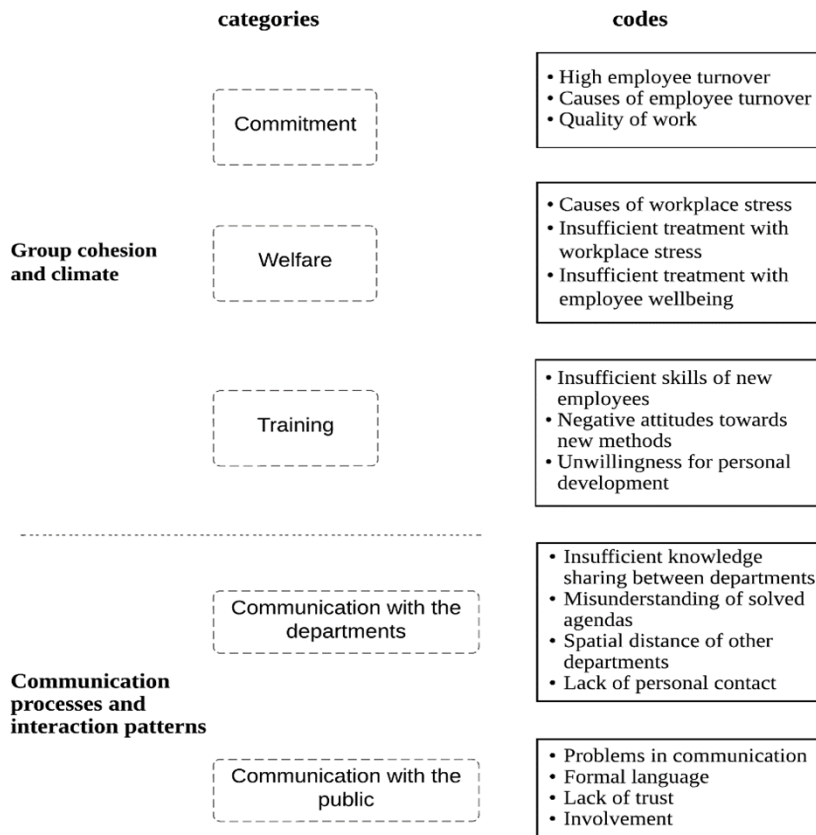 categories
codes
Group cohesion
and climate
Commitment
• High employee turnover
• Causes of employee turnover
• Quality of work
Welfare
• Causes of workplace stress
• Insufficient treatment with
workplace stress
• Insufficient treatment with
employee wellbeing
Training
• Insufficient skills of new
employees
• Negative attitudes towards
new methods
• Unwillingness for personal
development
Communication
processes and
interaction patterns
Communication with the
departments
• Insufficient knowledge
sharing between departments
• Misunderstanding of solved
agendas
• Spatial distance of other
departments
• Lack of personal contact
Communication with the
public
• Problems in communication
• Formal language
• Lack of trust
• Involvement